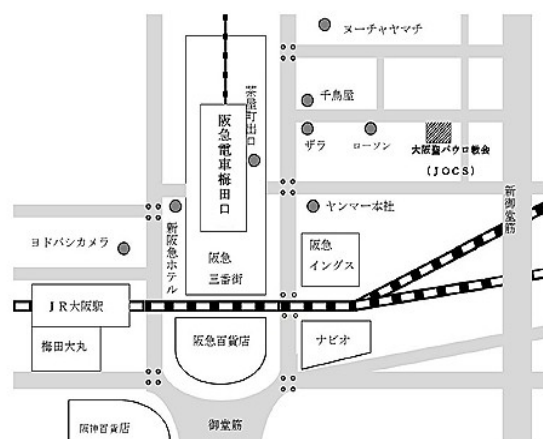 ヌーチャヤマチ
千鳥屋
茶屋町出口
阪急電車梅田口
ザラ
ローソン
大阪聖パウロ教会
(JOCS)
新御堂筋
ヤンマー本社
新阪急ホテル
ヨドバシカメラ
阪急
三番街
阪急
イングス
JR大阪駅
梅田大丸
阪急百貨店
ナビオ
御堂筋
阪神百貨店